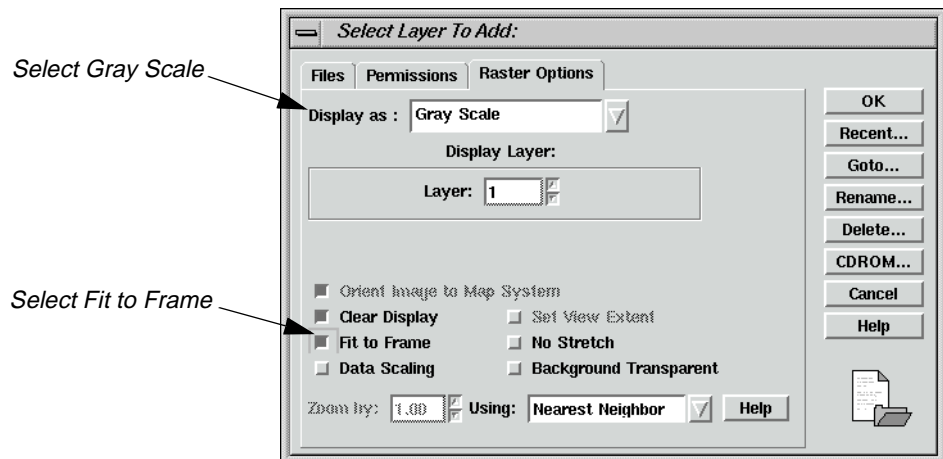 Select Layer To Add:
Select Gray Scale
Files Permissions Raster Options
Display as : Gray Scale
Display Layer:
Layer: 1
OK
Recent...
Goto...
Rename...
Delete...
CDROM...
Cancel
Help
Select Fit to Frame
Orient Image to Map System
Clear Display Set View Extent
Fit to Frame No Stretch
Data Scaling Background Transparent
Zoom by: 1.00 Using: Nearest Neighbor Help